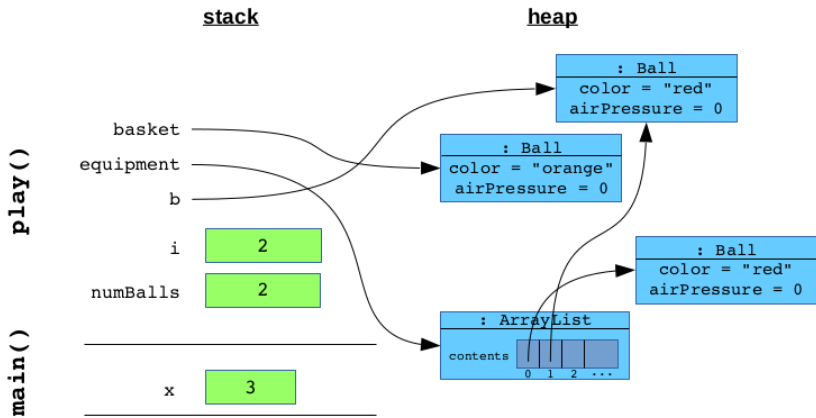 stack
heap
play()
basket
equipment
b
i
2
numBalls
2
main()
x
3
: Ball
color = "red"
airPressure = 0
: Ball
color = "orange"
airPressure = 0
: Ball
color = "red"
airPressure = 0
: ArrayList
contents
0 1 2 ...